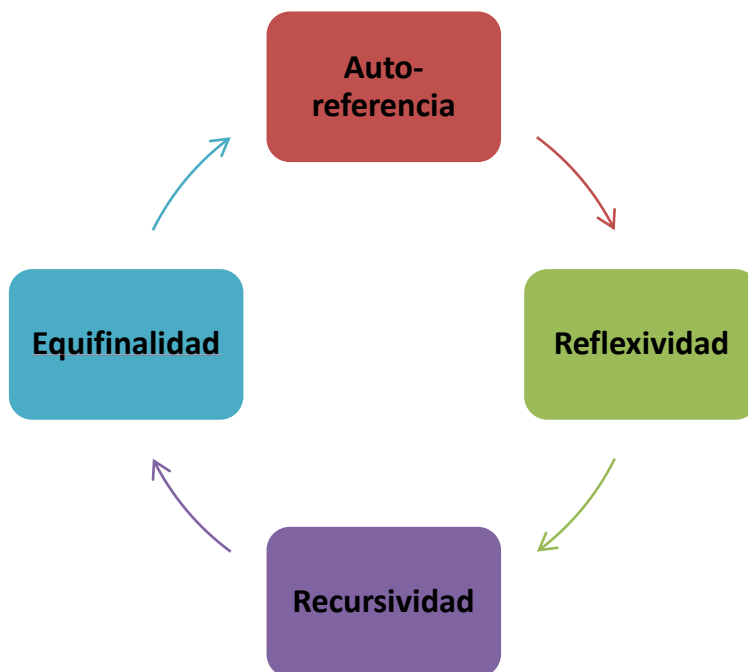 Auto-
referencia
Reflexividad
Recursividad
Equifinalidad